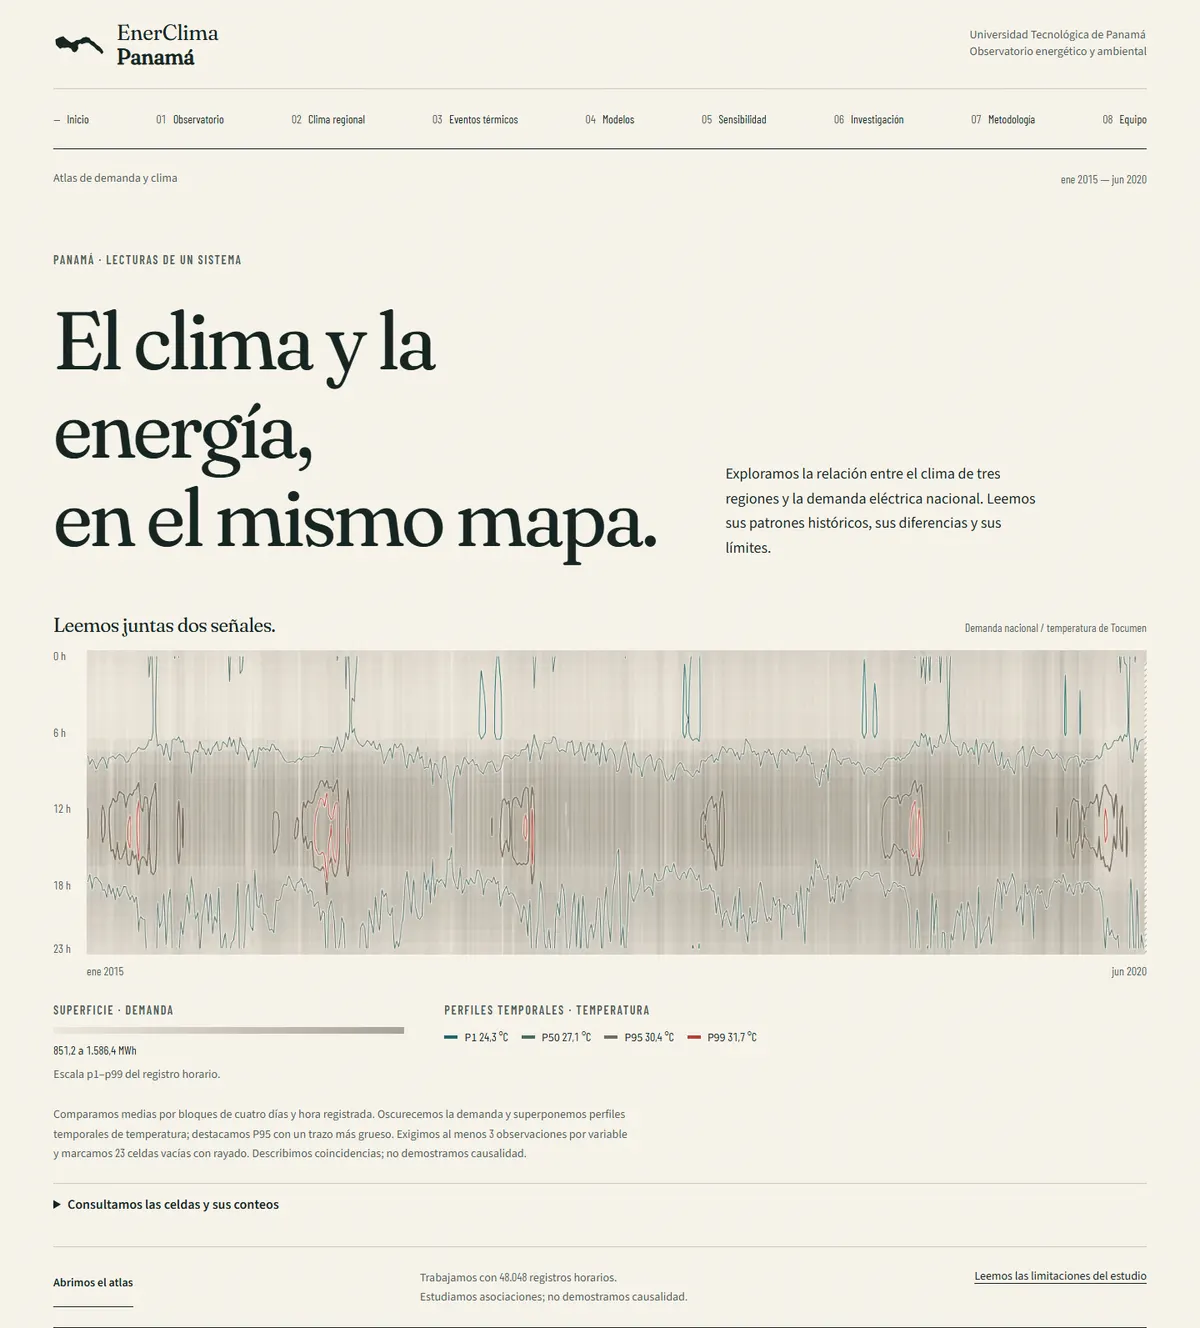 EnerClima
Panamá
Universidad Tecnológica de Panamá
Observatorio energético y ambiental
— Inicio
01 Observatorio
02 Clima regional
03 Eventos térmicos
04 Modelos
05 Sensibilidad
06 Investigación
07 Metodología
08 Equipo
Atlas de demanda y clima
ene 2015 — jun 2020
PANAMÁ · LECTURAS DE UN SISTEMA
El clima y la
energía,
en el mismo mapa.
Exploramos la relación entre el clima de tres
regiones y la demanda eléctrica nacional. Leemos
sus patrones históricos, sus diferencias y sus
límites.
Leemos juntas dos señales.
Demanda nacional / temperatura de Tocumen
0 h
6 h
12 h
18 h
23 h
ene 2015
jun 2020
SUPERFICIE · DEMANDA
851,2 a 1.586,4 MWh
Escala p1–p99 del registro horario.
PERFILES TEMPORALES · TEMPERATURA
P1 24,3 °C
P50 27,1 °C
P95 30,4 °C
P99 31,7 °C
Comparamos medias por bloques de cuatro días y hora registrada. Oscurecemos la demanda y superponemos perfiles
temporales de temperatura; destacamos P95 con un trazo más grueso. Exigimos al menos 3 observaciones por variable
y marcamos 23 celdas vacías con rayado. Describimos coincidencias; no demostramos causalidad.
Consultamos las celdas y sus conteos
Abrimos el atlas
Trabajamos con 48.048 registros horarios.
Estudiamos asociaciones; no demostramos causalidad.
Leemos las limitaciones del estudio